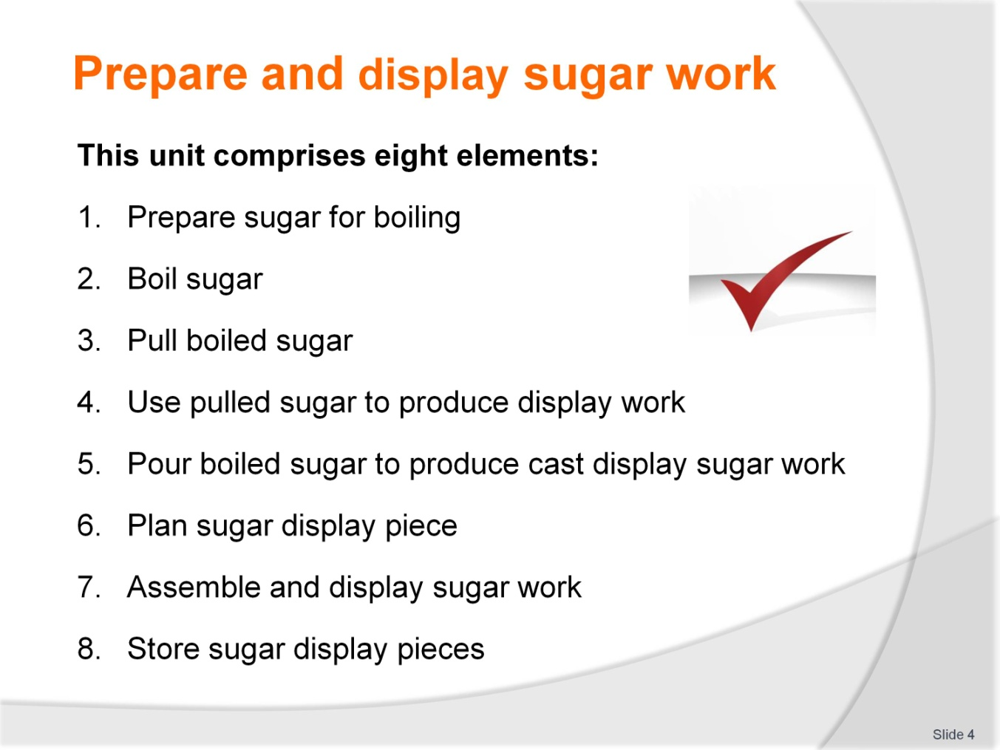 Prepare and display sugar work
This unit comprises eight elements:
1. Prepare sugar for boiling
2. Boil sugar
3. Pull boiled sugar
4. Use pulled sugar to produce display work
5. Pour boiled sugar to produce cast display sugar work
6. Plan sugar display piece
7. Assemble and display sugar work
8. Store sugar display pieces
Slide 4